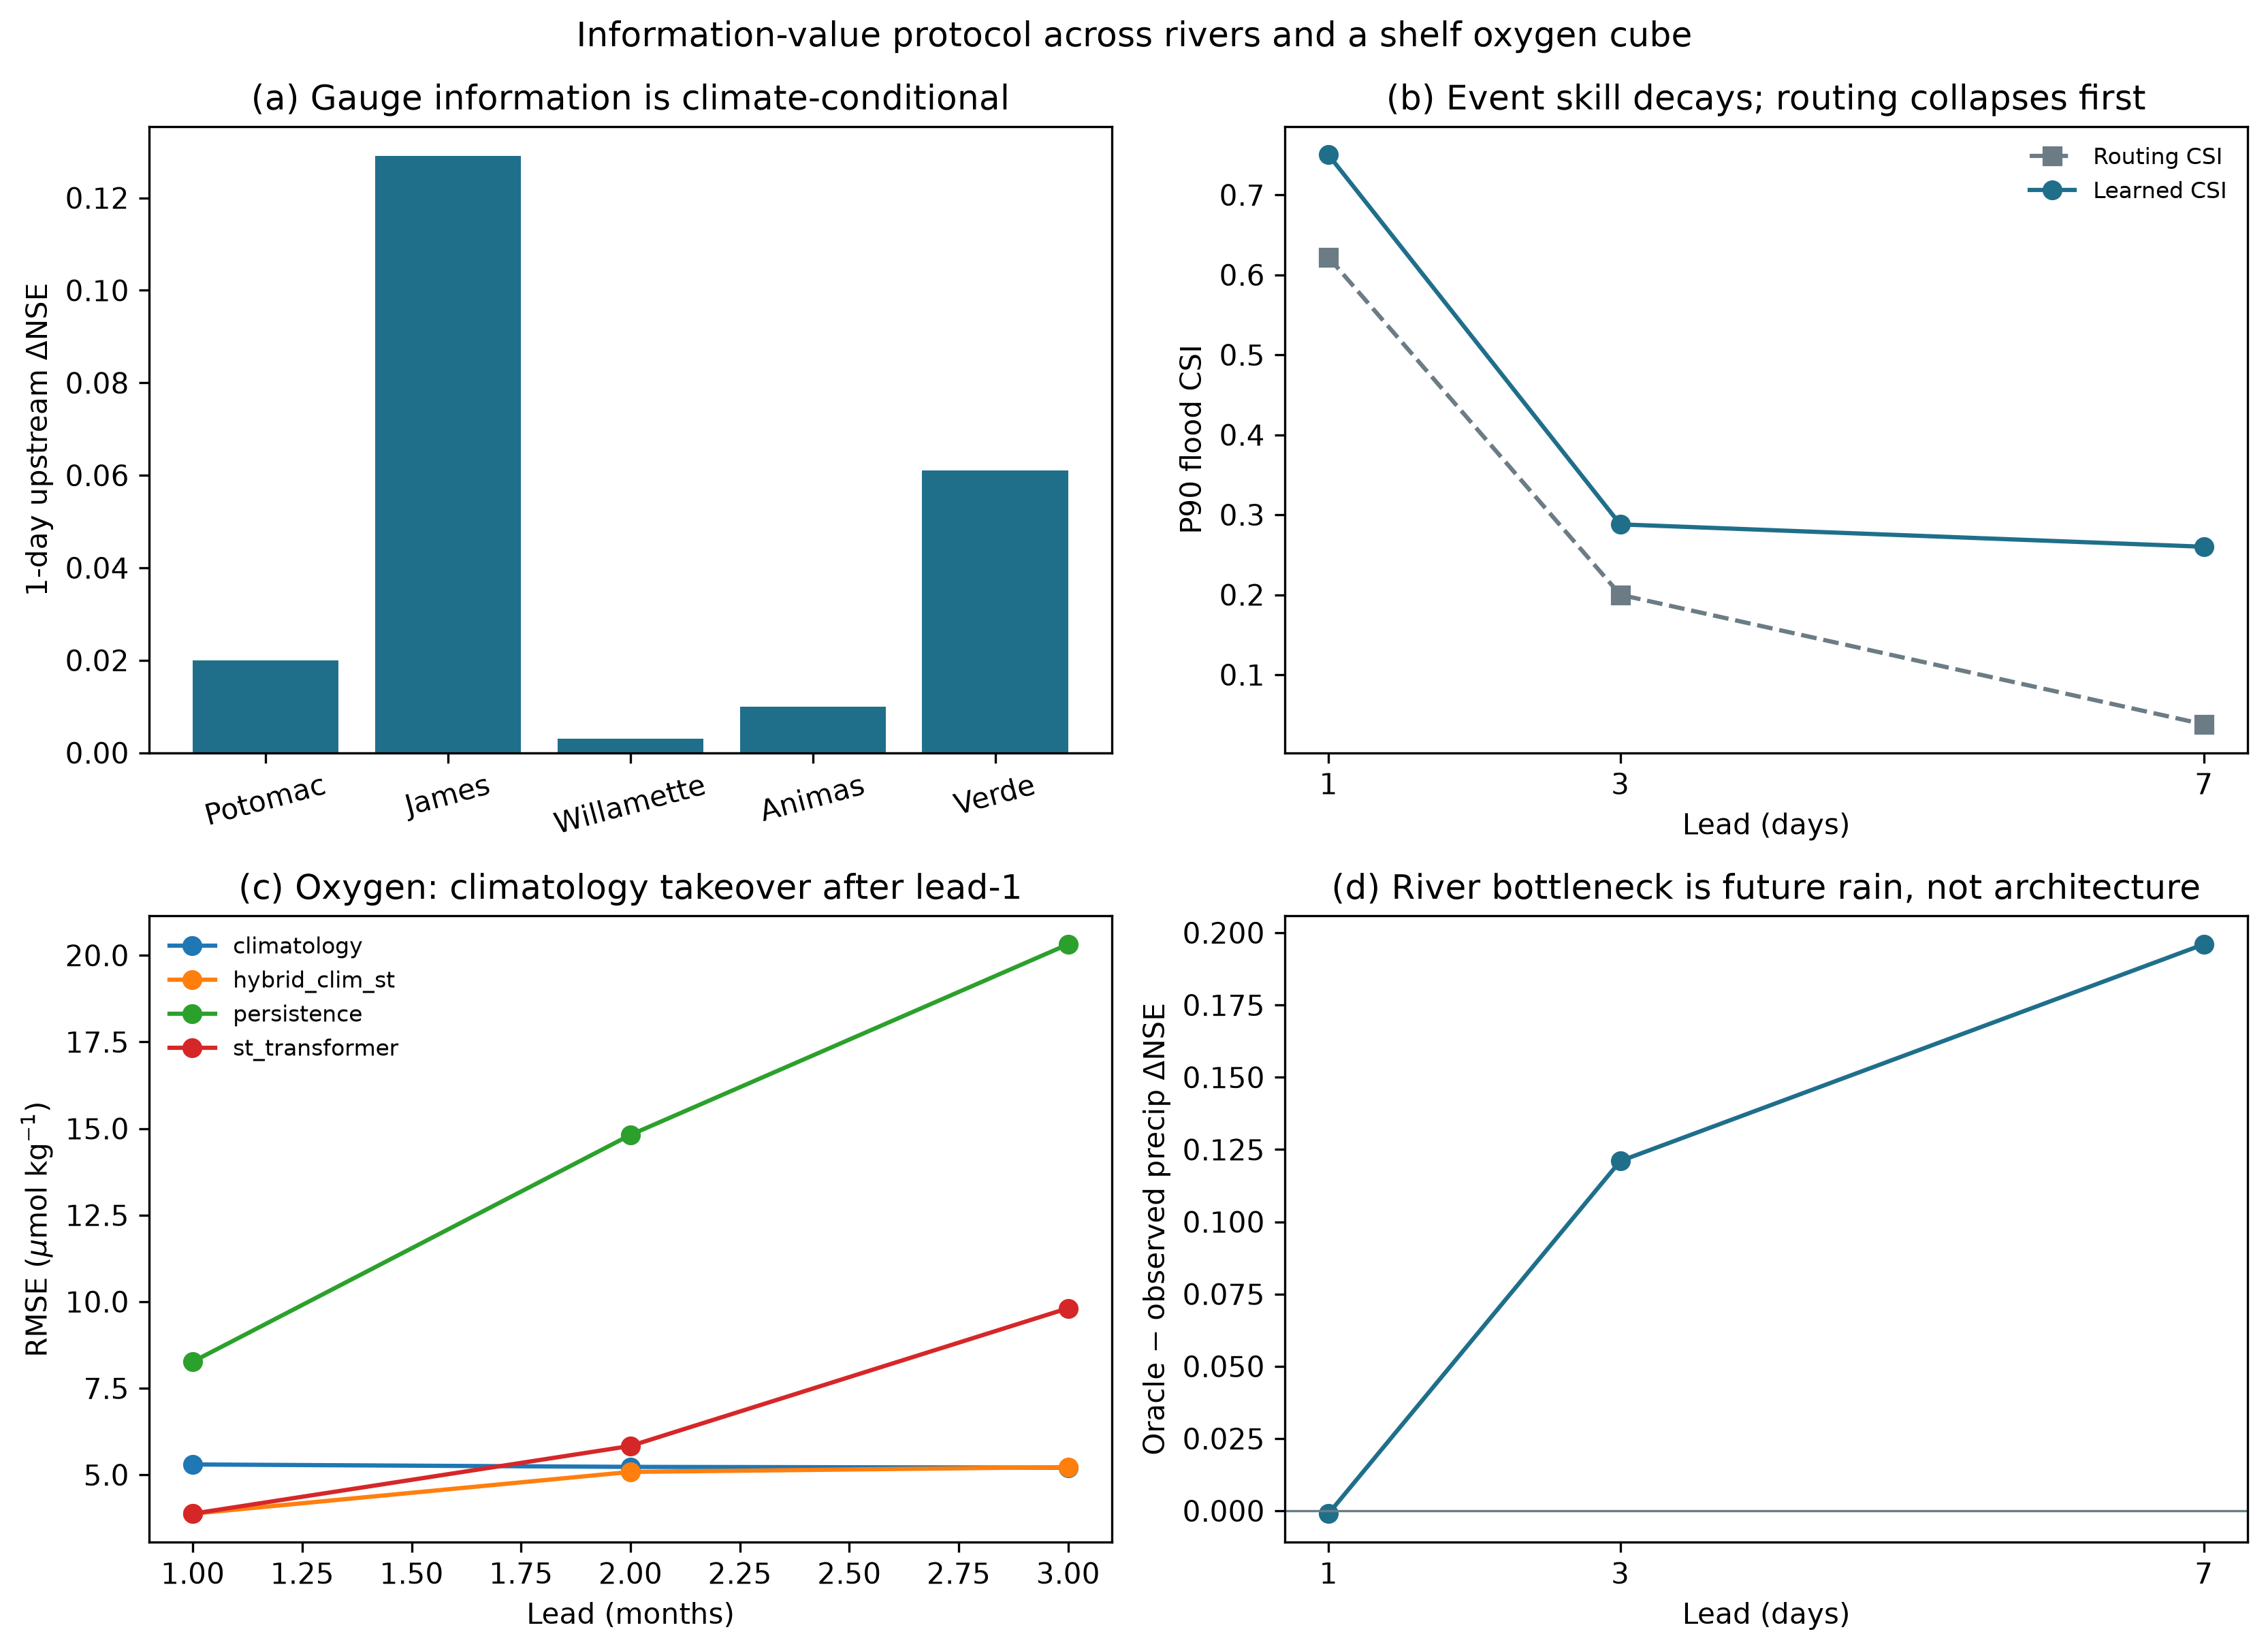 Information-value protocol across rivers and a shelf oxygen cube
(a) Gauge information is climate-conditional
1-day upstream ΔNSE
0.12
0.10
0.08
0.06
0.04
0.02
0.00
Potomac
James
Willamette
Animas
Verde
(b) Event skill decays; routing collapses first
Routing CSI
Learned CSI
P90 flood CSI
0.7
0.6
0.5
0.4
0.3
0.2
0.1
1
3
7
Lead (days)
(c) Oxygen: climatology takeover after lead-1
climatology
hybrid_clim_st
persistence
st_transformer
RMSE (μmol kg⁻¹)
20.0
17.5
15.0
12.5
10.0
7.5
5.0
1.00
1.25
1.50
1.75
2.00
2.25
2.50
2.75
3.00
Lead (months)
(d) River bottleneck is future rain, not architecture
Oracle − observed precip ΔNSE
0.200
0.175
0.150
0.125
0.100
0.075
0.050
0.025
0.000
1
3
7
Lead (days)